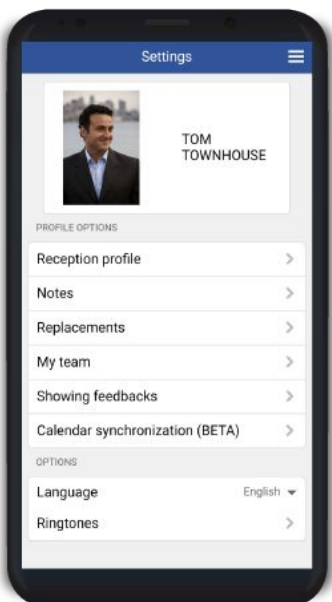 Settings
TOM
TOWNHOUSE
PROFILE OPTIONS
Reception profile
Notes
Replacements
My team
Showing feedbacks
Calendar synchronization (BETA)
OPTIONS
Language English
Ringtones